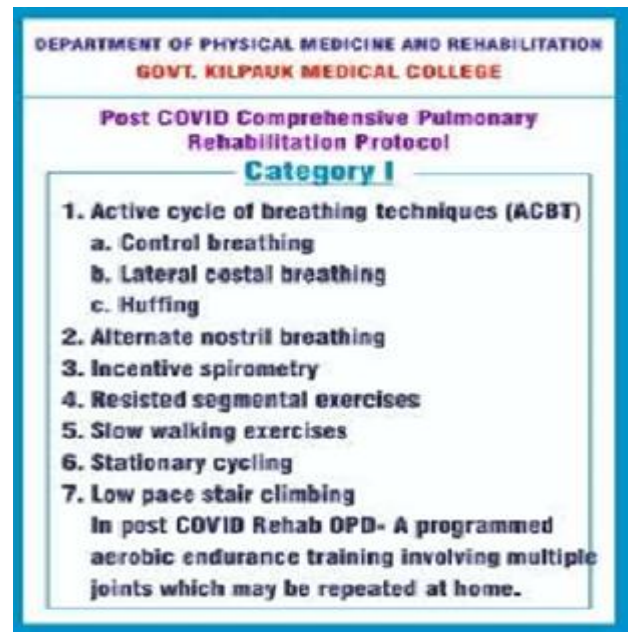 DEPARTMENT OF PHYSICAL MEDICINE AND REHABILITATION
GOVT. KILPAUK MEDICAL COLLEGE
Post COVID Comprehensive Pulmonary
Rehabilitation Protocol
Category I
1. Active cycle of breathing techniques (ACBT)
a. Control breathing
b. Lateral costal breathing
c. Huffing
2. Alternate nostril breathing
3. Incentive spirometry
4. Resisted segmental exercises
5. Slow walking exercises
6. Stationary cycling
7. Low pace stair climbing
In post COVID Rehab OPD- A programmed
aerobic endurance training involving multiple
joints which may be repeated at home.